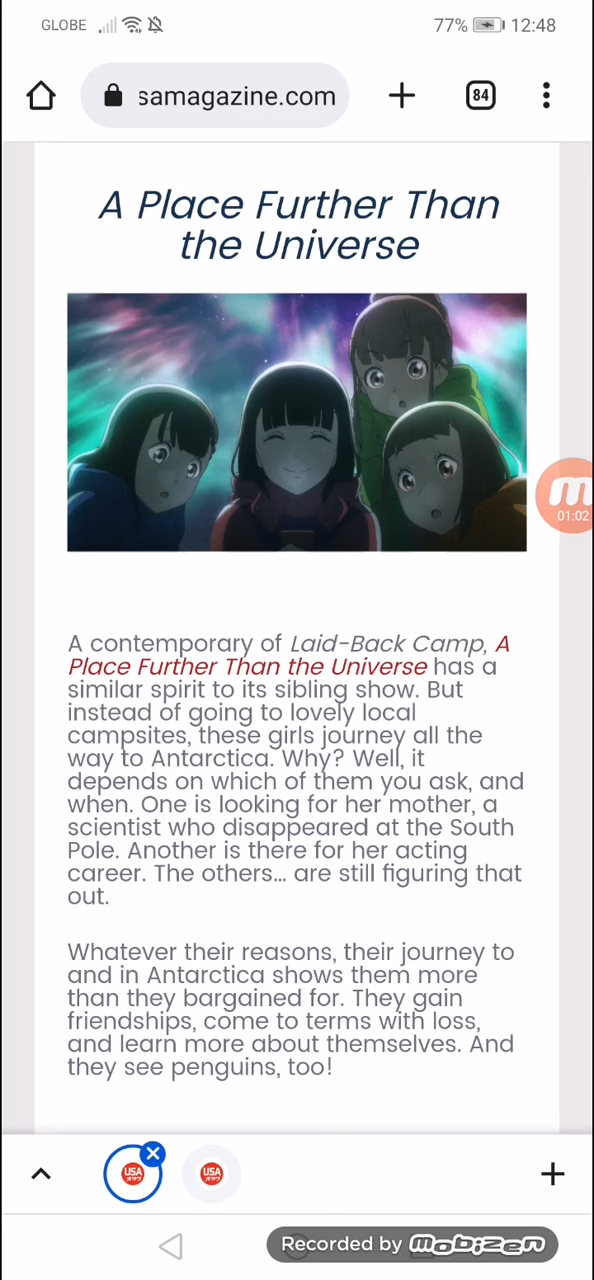 GLOBE 77% 12:48
samagazine.com 84
A Place Further Than
the Universe
01:02
A contemporary of Laid-Back Camp, A
Place Further Than the Universe has a
similar spirit to its sibling show. But
instead of going to lovely local
campsites, these girls journey all the
way to Antarctica. Why? Well, it
depends on which of them you ask, and
when. One is looking for her mother, a
scientist who disappeared at the South
Pole. Another is there for her acting
career. The others... are still figuring that
out.
Whatever their reasons, their journey to
and in Antarctica shows them more
than they bargained for. They gain
friendships, come to terms with loss,
and learn more about themselves. And
they see penguins, too!
USA オタク USA オタク
Recorded by mobizen